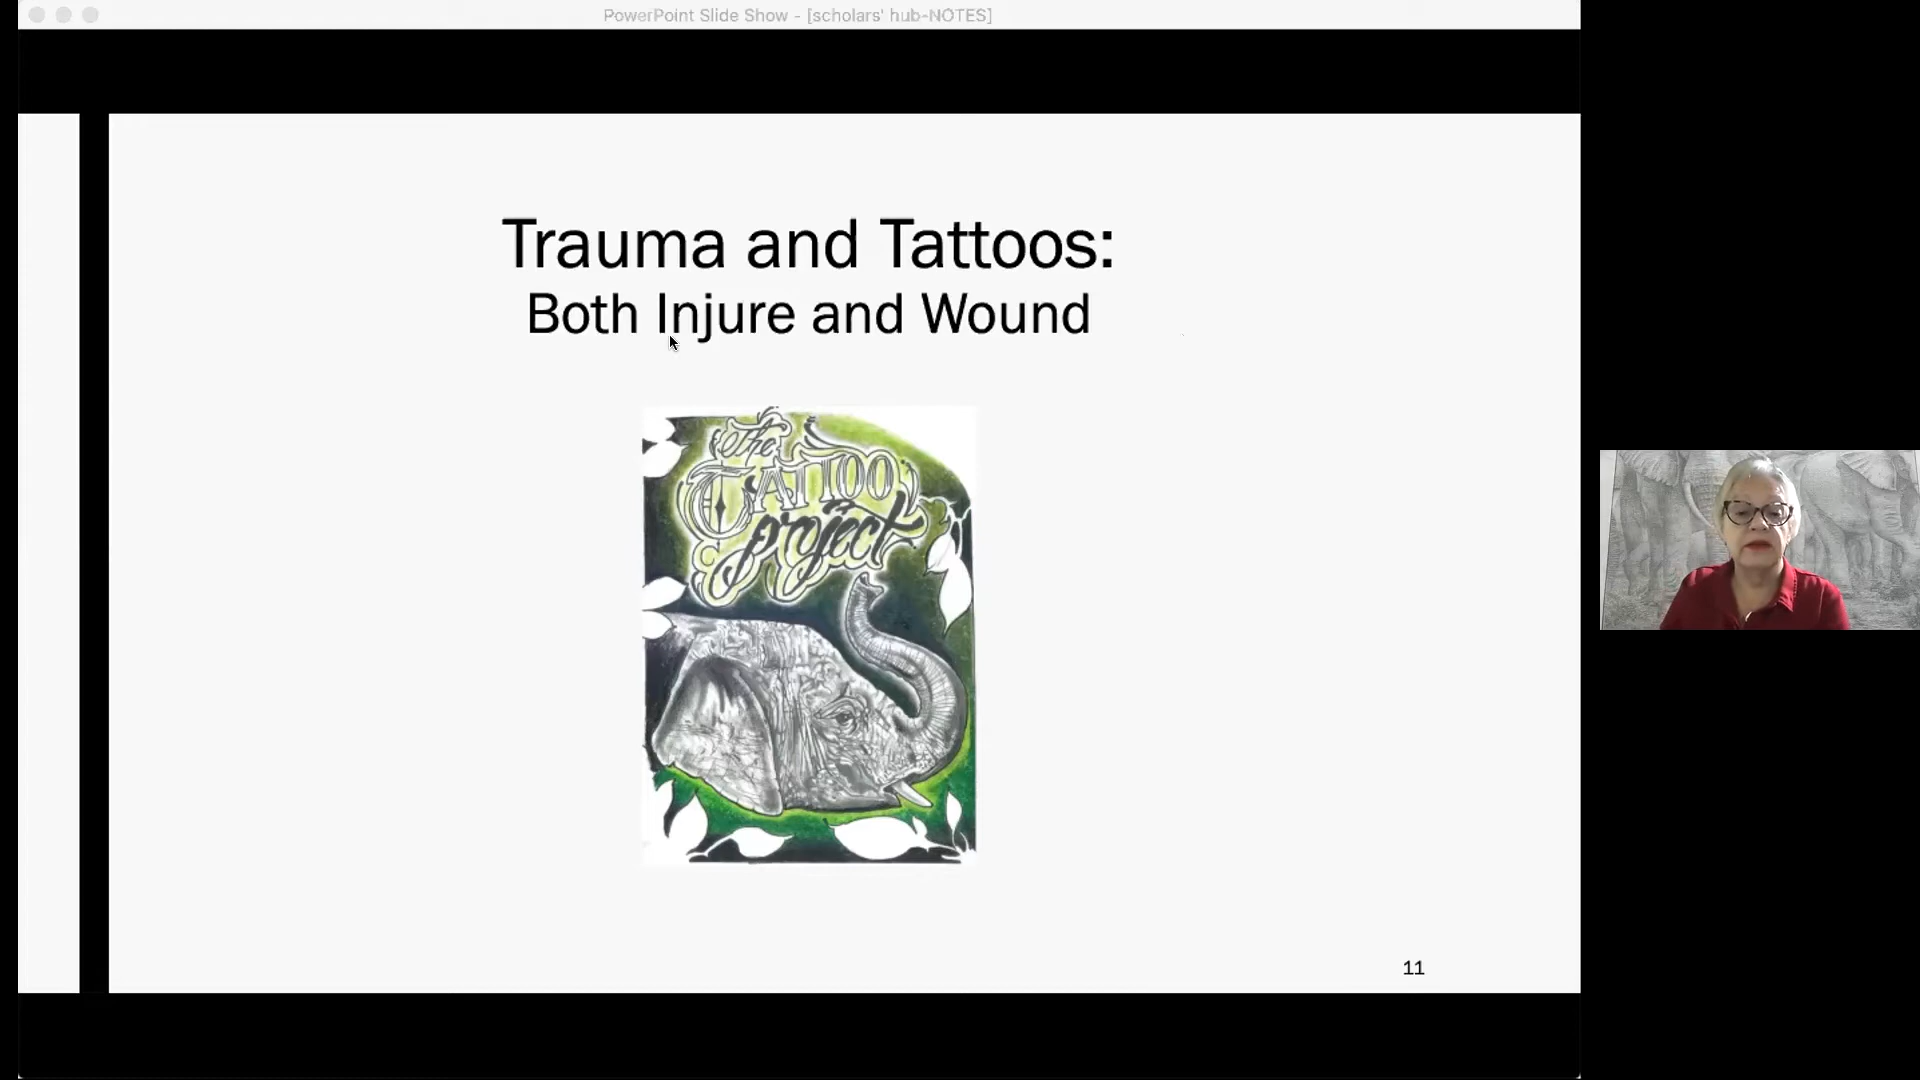 PowerPoint Slide Show - [scholars' hub-NOTES]
Trauma and Tattoos:
Both Injure and Wound
The
TATTOO
project
11